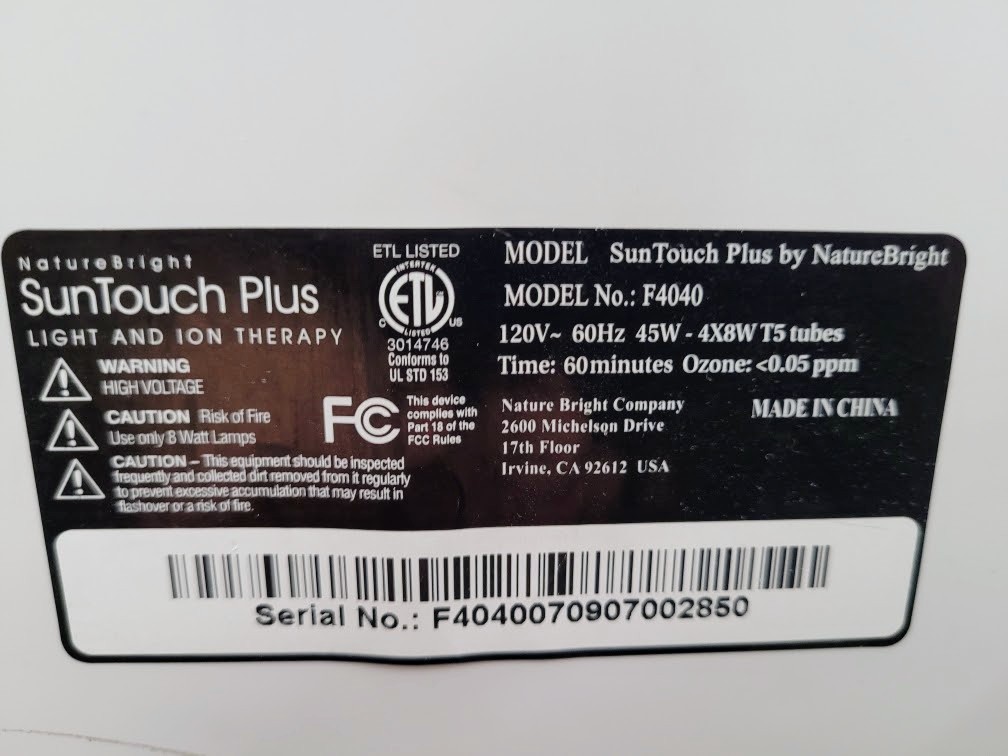 NatureBright
SunTouch Plus
LIGHT AND ION THERAPY
WARNING
HIGH VOLTAGE
CAUTION Risk of Fire
Use only 8 Watt Lamps
CAUTION – This equipment should be inspected
frequently and collected dirt removed from it regularly
to prevent excessive accumulation that may result in
flashover or a risk of fire.
ETL LISTED
INTERTEK
ETL
LISTED
C US
3014746
Conforms to
UL STD 153
FC
This device
complies with
Part 18 of the
FCC Rules
MODEL SunTouch Plus by NatureBright
MODEL No.: F4040
120V~ 60Hz 45W - 4X8W T5 tubes
Time: 60minutes Ozone: <0.05 ppm
Nature Bright Company
2600 Michelson Drive
17th Floor
Irvine, CA 92612 USA
MADE IN CHINA
Serial No.: F4040070907002850